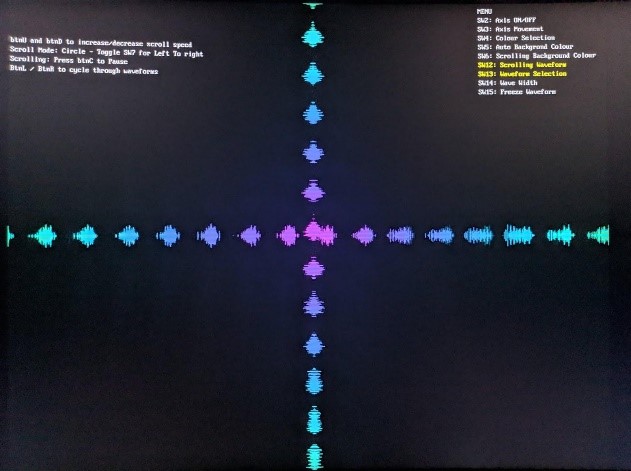 btnU and btnD to increase/decrease scroll speed
Scroll Mode: Circle - Toggle SW7 for Left To right
Scrolling: Press btnC to Pause
BtnL / BtnR to cycle through waveforms
MENU
SW2: Axis ON/OFF
SW3: Axis Movement
SW4: Colour Selection
SW5: Auto Backgrond Colour
SW6: Scrolling Background Colour
SW12: Scrolling Waveform
SW13: Waveform Selection
SW14: Wave Width
SW15: Freeze Waveform